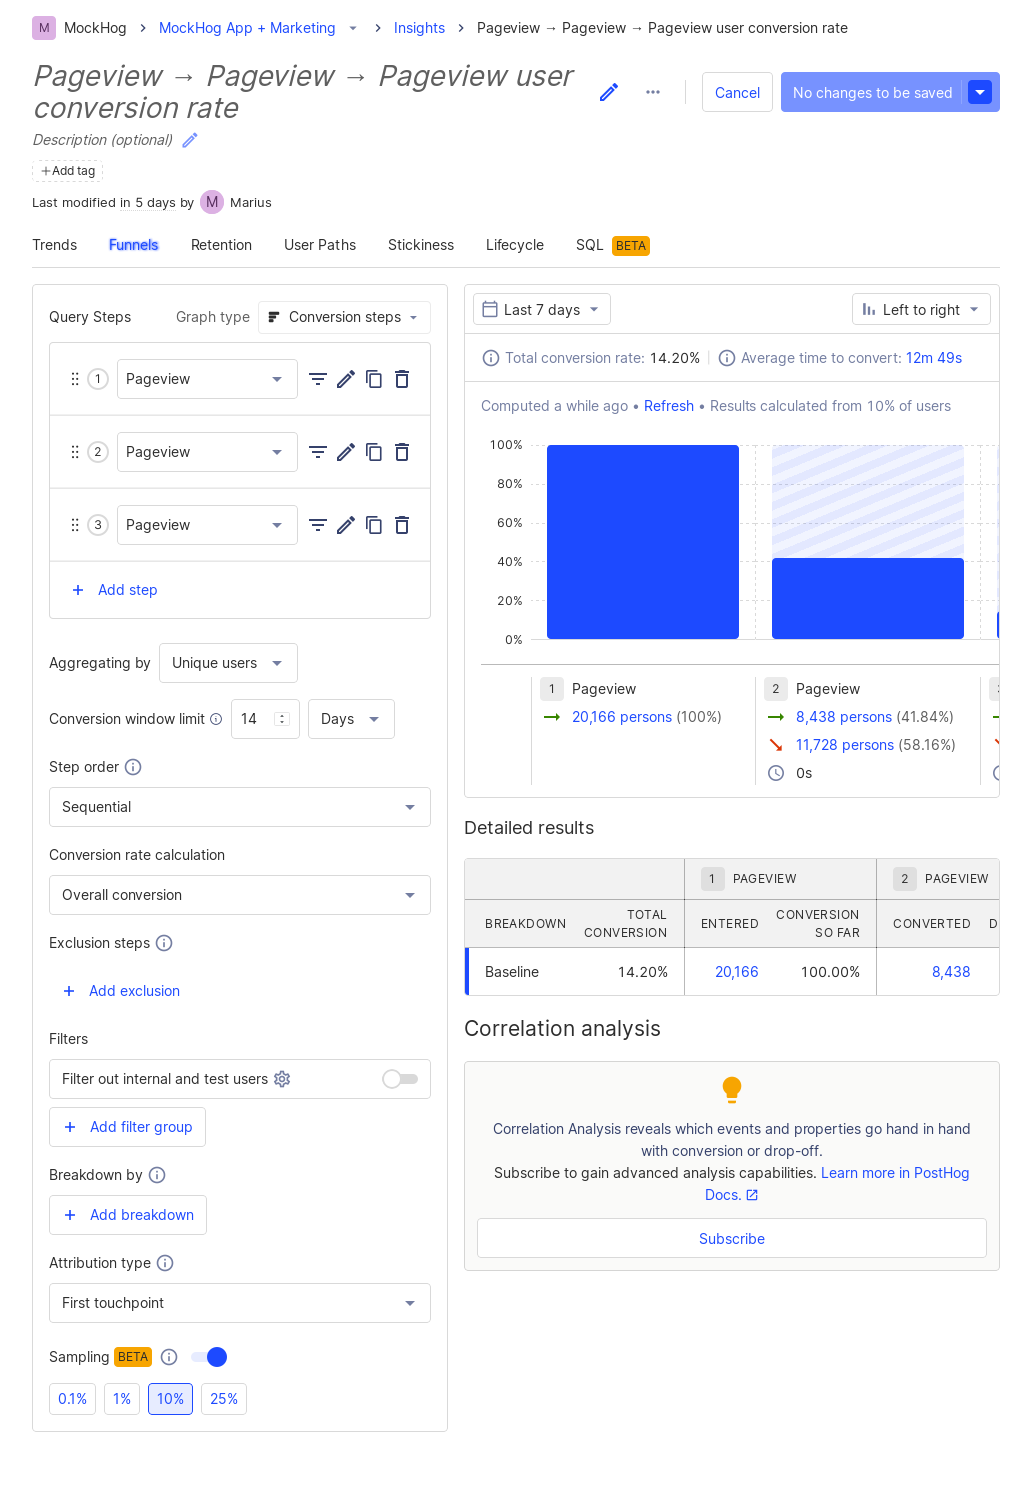 M MockHog > MockHog App + Marketing > Insights > Pageview → Pageview → Pageview user conversion rate
Pageview → Pageview → Pageview user
conversion rate
Cancel
No changes to be saved
Description (optional)
+Add tag
Last modified in 5 days by M Marius
Trends Funnels Retention User Paths Stickiness Lifecycle SQL BETA
Query Steps Graph type Conversion steps
1 Pageview
2 Pageview
3 Pageview
+ Add step
Aggregating by Unique users
Conversion window limit 14 Days
Step order
Sequential
Conversion rate calculation
Overall conversion
Exclusion steps
+ Add exclusion
Filters
Filter out internal and test users
+ Add filter group
Breakdown by
+ Add breakdown
Attribution type
First touchpoint
Sampling BETA
0.1% 1% 10% 25%
Last 7 days Left to right
Total conversion rate: 14.20% Average time to convert: 12m 49s
Computed a while ago • Refresh • Results calculated from 10% of users
100%
80%
60%
40%
20%
0%
1 Pageview
20,166 persons (100%)
2 Pageview
8,438 persons (41.84%)
11,728 persons (58.16%)
0s
Detailed results
1 PAGEVIEW 2 PAGEVIEW
BREAKDOWN TOTAL CONVERSION ENTERED CONVERSION SO FAR CONVERTED D
Baseline 14.20% 20,166 100.00% 8,438
Correlation analysis
Correlation Analysis reveals which events and properties go hand in hand
with conversion or drop-off.
Subscribe to gain advanced analysis capabilities. Learn more in PostHog
Docs.
Subscribe